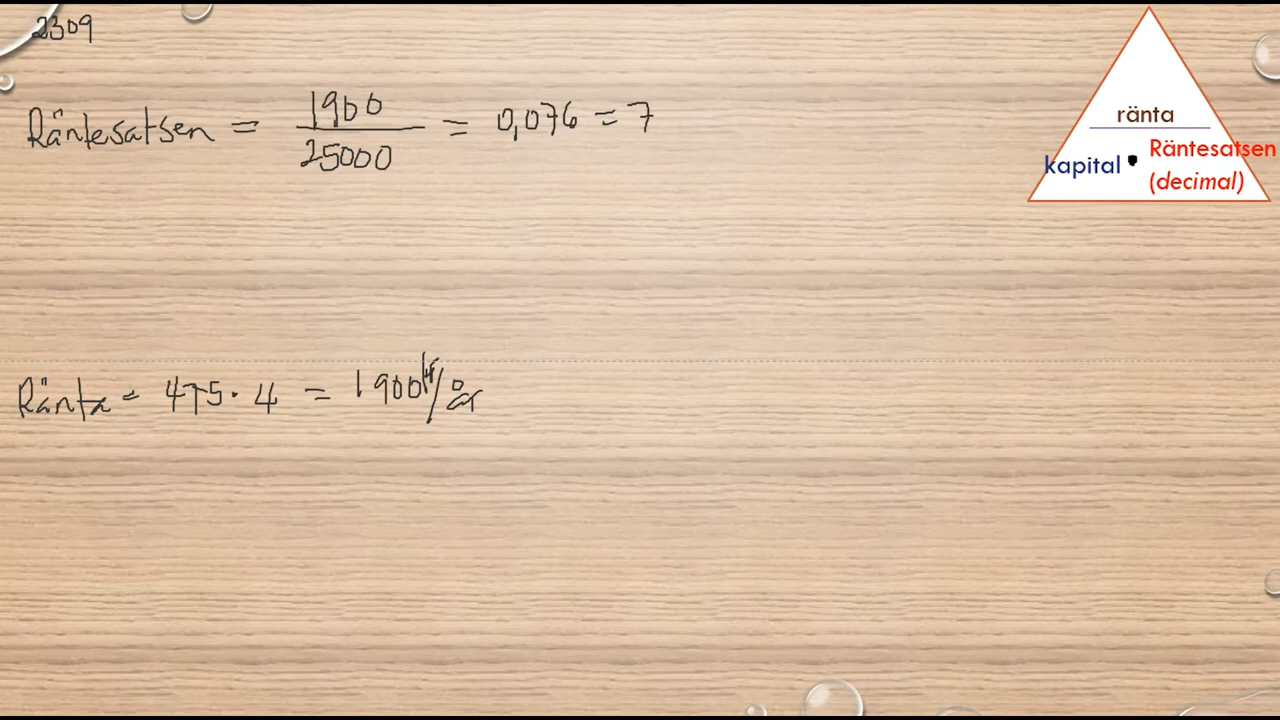 2309
Räntesatsen = 1900 / 25000 = 0,076 = 7
ränta
kapital • Räntesatsen
(decimal)
Ränta = 475 · 4 = 1900 kr/år